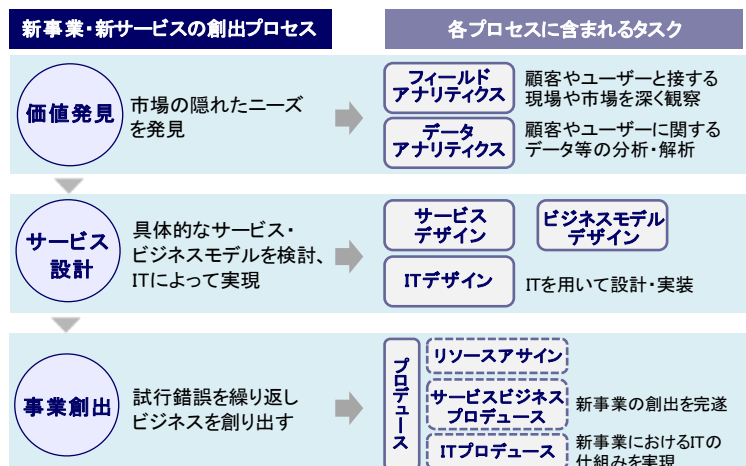 新事業・新サービスの創出プロセス
各プロセスに含まれるタスク
価値発見
市場の隠れたニーズ
を発見
フィールド
アナリティクス
顧客やユーザーと接する
現場や市場を深く観察
データ
アナリティクス
顧客やユーザーに関する
データ等の分析・解析
サービス
設計
具体的なサービス・
ビジネスモデルを検討、
ITによって実現
サービス
デザイン
ビジネスモデル
デザイン
ITデザイン
ITを用いて設計・実装
事業創出
試行錯誤を繰り返し
ビジネスを創り出す
プロデュース
リソースアサイン
サービスビジネス
プロデュース
新事業の創出を完遂
ITプロデュース
新事業におけるITの
仕組みを実現